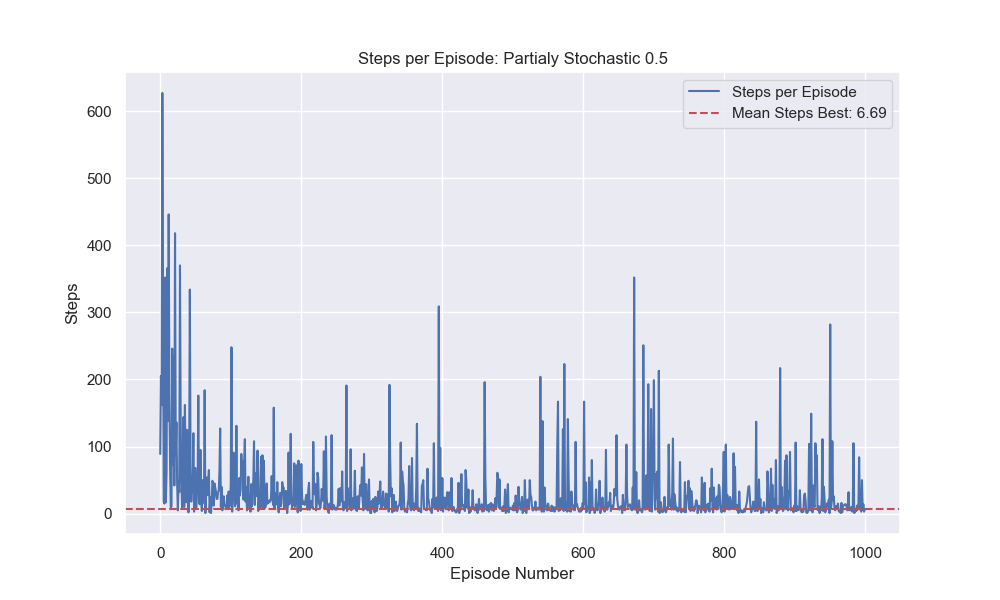 Steps per Episode: Partialy Stochastic 0.5
Steps per Episode
Mean Steps Best: 6.69
Steps
600
500
400
300
200
100
0
0 200 400 600 800 1000
Episode Number